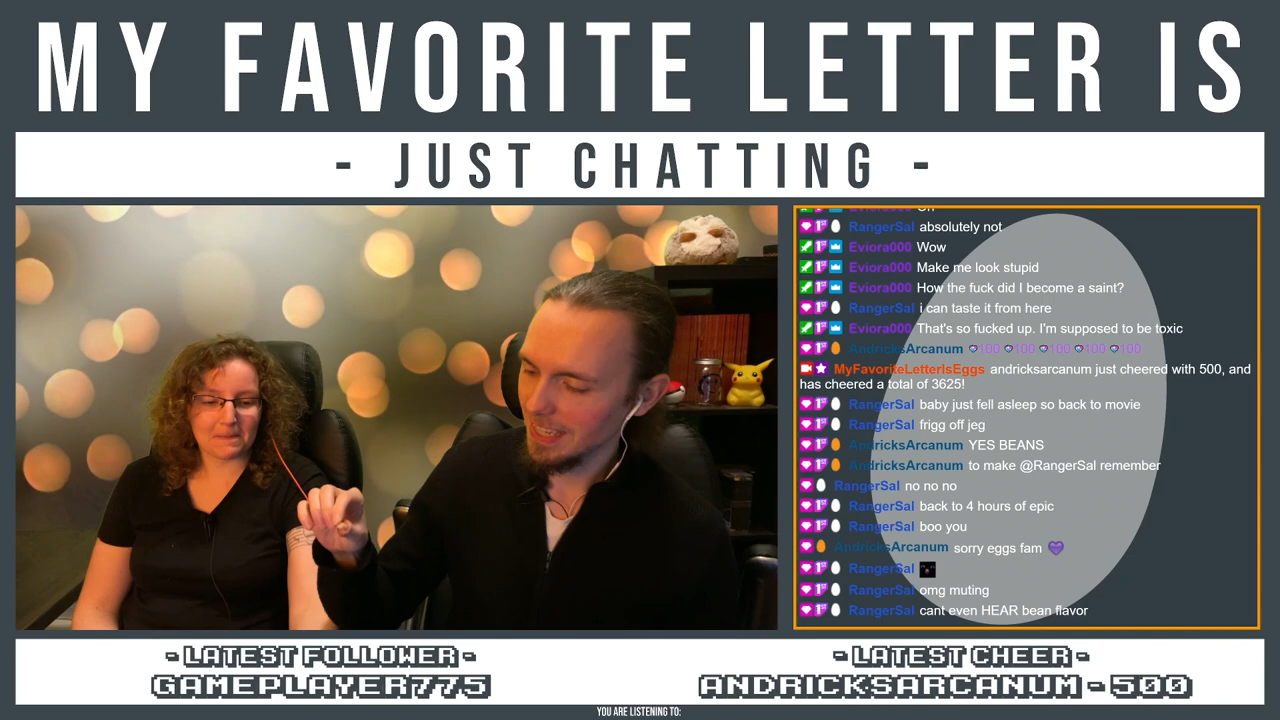 MY FAVORITE LETTER IS
- JUST CHATTING -
RangerSal absolutely not
Eviora000 Wow
Eviora000 Make me look stupid
Eviora000 How the fuck did I become a saint?
RangerSal i can taste it from here
Eviora000 That's so fucked up. I'm supposed to be toxic
AndricksArcanum 100 100 100 100 100
MyFavoriteLetterIsEggs andricksarcanum just cheered with 500, and
has cheered a total of 3625!
RangerSal baby just fell asleep so back to movie
RangerSal frigg off jeg
AndricksArcanum YES BEANS
AndricksArcanum to make @RangerSal remember
RangerSal no no no
RangerSal back to 4 hours of epic
RangerSal boo you
AndricksArcanum sorry eggs fam
RangerSal
RangerSal omg muting
RangerSal cant even HEAR bean flavor
- LATEST FOLLOWER -
GAMEPLAYER775
- LATEST CHEER -
ANDRICKSARCANUM - 500
YOU ARE LISTENING TO: